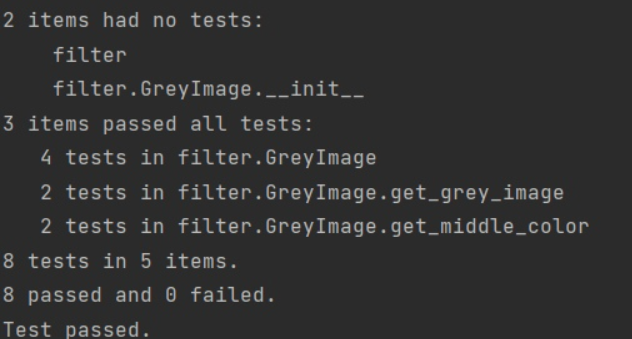 2 items had no tests:
    filter
    filter.GreyImage.__init__
3 items passed all tests:
   4 tests in filter.GreyImage
   2 tests in filter.GreyImage.get_grey_image
   2 tests in filter.GreyImage.get_middle_color
8 tests in 5 items.
8 passed and 0 failed.
Test passed.